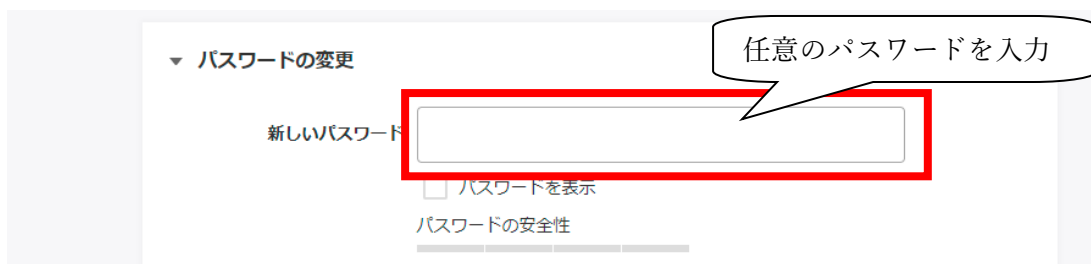 任意のパスワードを入力
パスワードの変更
新しいパスワード
パスワードを表示
パスワードの安全性